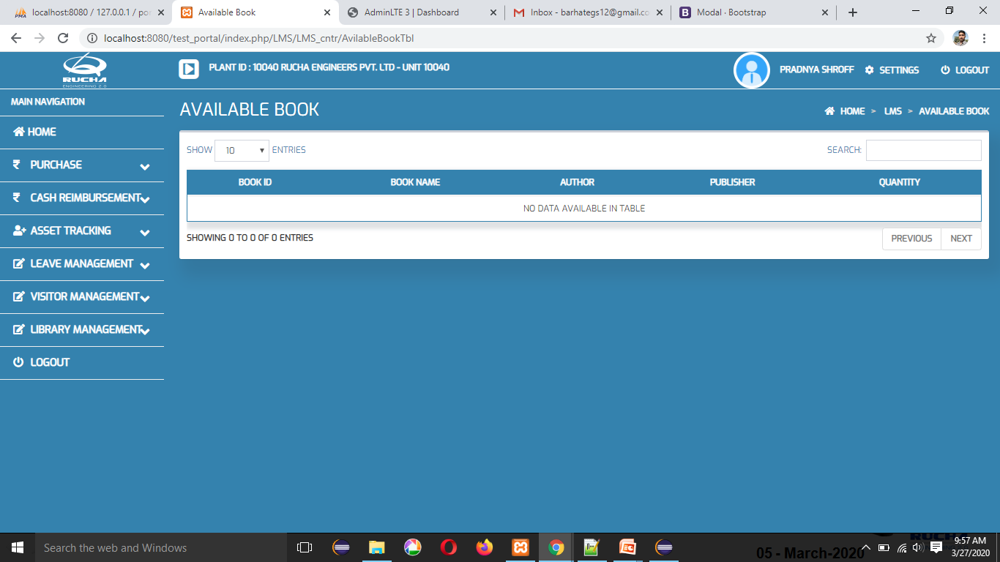 localhost:8080 / 127.0.0.1 / por
Available Book
AdminLTE 3 | Dashboard
Inbox - barhategs12@gmail.co
Modal · Bootstrap
localhost:8080/test_portal/index.php/LMS/LMS_cntr/AvilableBookTbl
RUCHA
ENGINEERING 2.0
PLANT ID : 10040 RUCHA ENGINEERS PVT. LTD - UNIT 10040
PRADNYA SHROFF
SETTINGS
LOGOUT
MAIN NAVIGATION
HOME
PURCHASE
CASH REIMBURSEMENT
ASSET TRACKING
LEAVE MANAGEMENT
VISITOR MANAGEMENT
LIBRARY MANAGEMENT
LOGOUT
AVAILABLE BOOK
HOME > LMS > AVAILABLE BOOK
SHOW 10 ENTRIES
SEARCH:
BOOK ID BOOK NAME AUTHOR PUBLISHER QUANTITY
NO DATA AVAILABLE IN TABLE
SHOWING 0 TO 0 OF 0 ENTRIES
PREVIOUS NEXT
Search the web and Windows
05 - March-2020
9:57 AM
3/27/2020